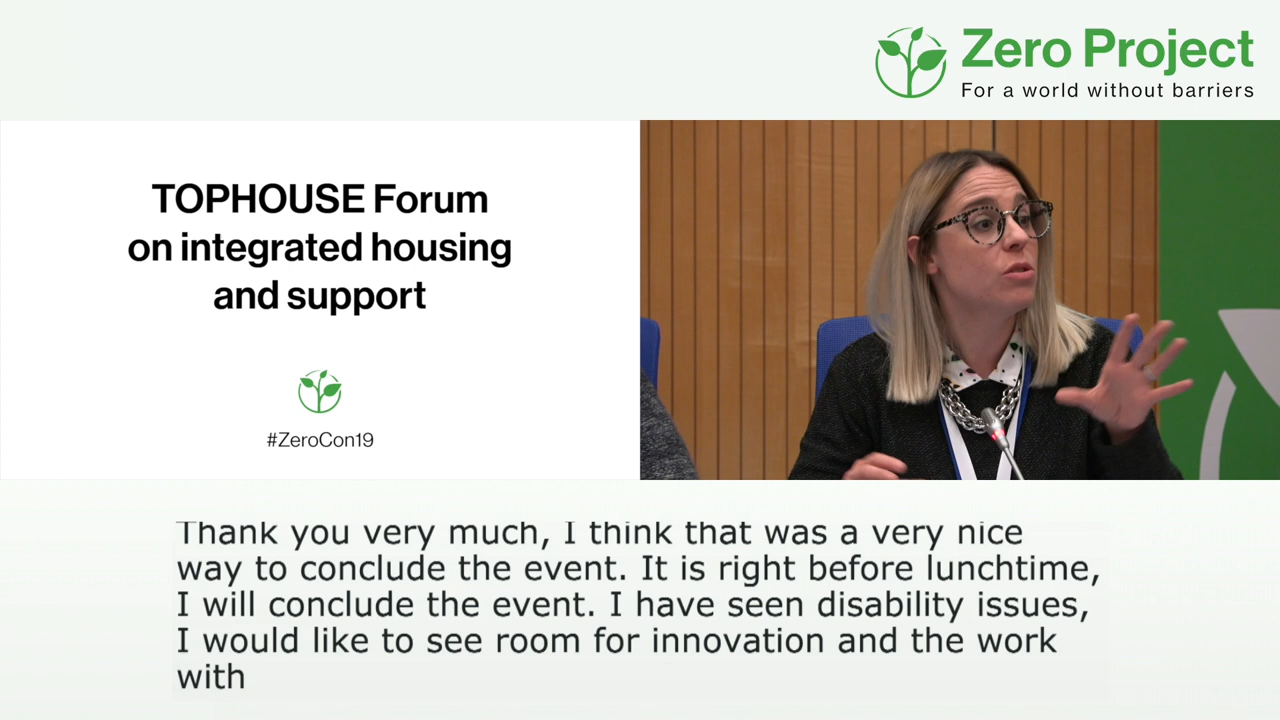 Zero Project
For a world without barriers
TOPHOUSE Forum
on integrated housing
and support
#ZeroCon19
Thank you very much, I think that was a very nice
way to conclude the event. It is right before lunchtime,
I will conclude the event. I have seen disability issues,
I would like to see room for innovation and the work
with